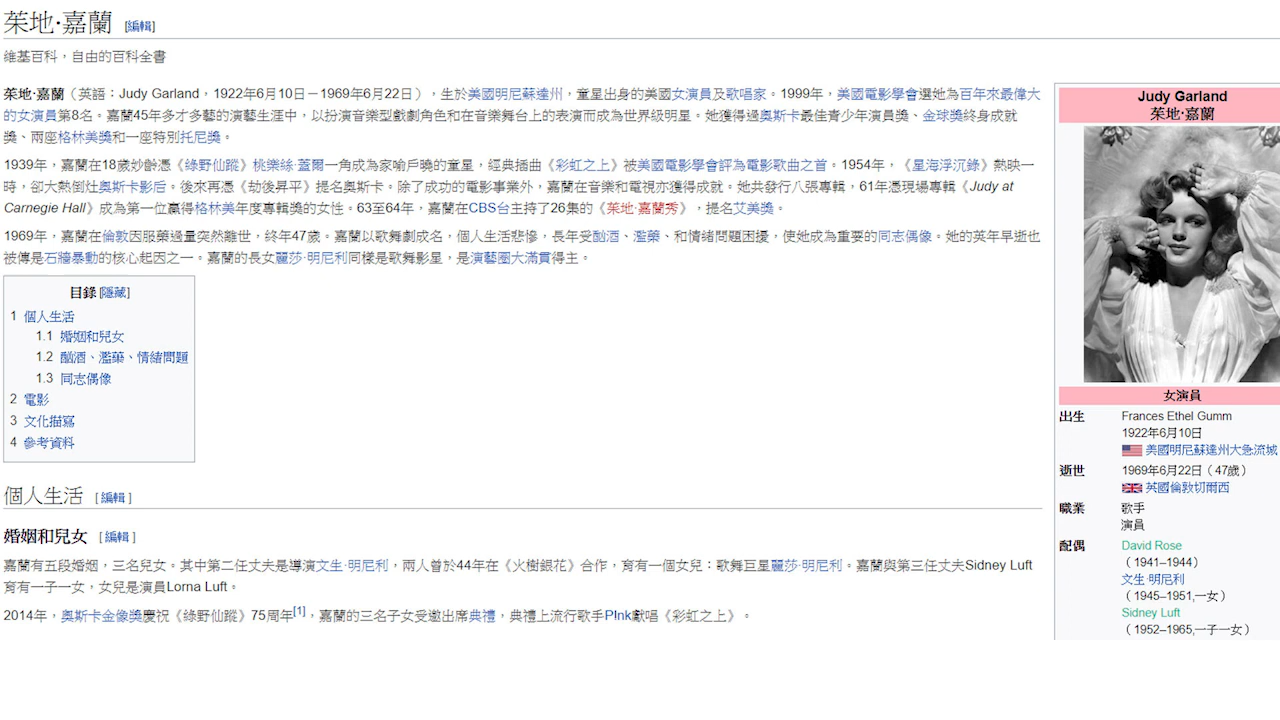 茱地·嘉蘭 [編輯]
維基百科，自由的百科全書
茱地·嘉蘭（英語：Judy Garland，1922年6月10日－1969年6月22日），生於美國明尼蘇達州，童星出身的美國女演員及歌唱家。1999年，美國電影學會選她為百年來最偉大
的女演員第8名。嘉蘭45年多才多藝的演藝生涯中，以扮演音樂型戲劇角色和在音樂舞台上的表演而成為世界級明星。她獲得過奧斯卡最佳青少年演員獎、金球獎終身成就
獎、兩座格林美獎和一座特別托尼獎。
1939年，嘉蘭在18歲妙齡憑《綠野仙蹤》桃樂絲·蓋爾一角成為家喻戶曉的童星，經典插曲《彩虹之上》被美國電影學會評為電影歌曲之首。1954年，《星海浮沉錄》熱映一
時，卻大熱倒灶奧斯卡影后。後來再憑《劫後昇平》提名奧斯卡。除了成功的電影事業外，嘉蘭在音樂和電視亦獲得成就。她共發行八張專輯，61年憑現場專輯《Judy at
Carnegie Hall》成為第一位贏得格林美年度專輯獎的女性。63至64年，嘉蘭在CBS台主持了26集的《茱地·嘉蘭秀》，提名艾美獎。
1969年，嘉蘭在倫敦因服藥過量突然離世，終年47歲。嘉蘭以歌舞劇成名，個人生活悲慘，長年受酗酒、濫藥、和情緒問題困擾，使她成為重要的同志偶像。她的英年早逝也
被傳是石牆暴動的核心起因之一。嘉蘭的長女麗莎·明尼利同樣是歌舞影星，是演藝圈大滿貫得主。
目錄 [隱藏]
1 個人生活
1.1 婚姻和兒女
1.2 酗酒、濫藥、情緒問題
1.3 同志偶像
2 電影
3 文化描寫
4 參考資料
個人生活 [編輯]
婚姻和兒女 [編輯]
嘉蘭有五段婚姻，三名兒女。其中第二任丈夫是導演文生·明尼利，兩人曾於44年在《火樹銀花》合作，育有一個女兒：歌舞巨星麗莎·明尼利。嘉蘭與第三任丈夫Sidney Luft
育有一子一女，女兒是演員Lorna Luft。
2014年，奧斯卡金像獎慶祝《綠野仙蹤》75周年[1]，嘉蘭的三名子女受邀出席典禮，典禮上流行歌手P!nk獻唱《彩虹之上》。
Judy Garland
茱地·嘉蘭
女演員
出生 Frances Ethel Gumm
1922年6月10日
美國明尼蘇達州大急流城
逝世 1969年6月22日（47歲）
英國倫敦切爾西
職業 歌手
演員
配偶 David Rose
（1941–1944）
文生·明尼利
（1945–1951,一女）
Sidney Luft
（1952–1965,一子一女）